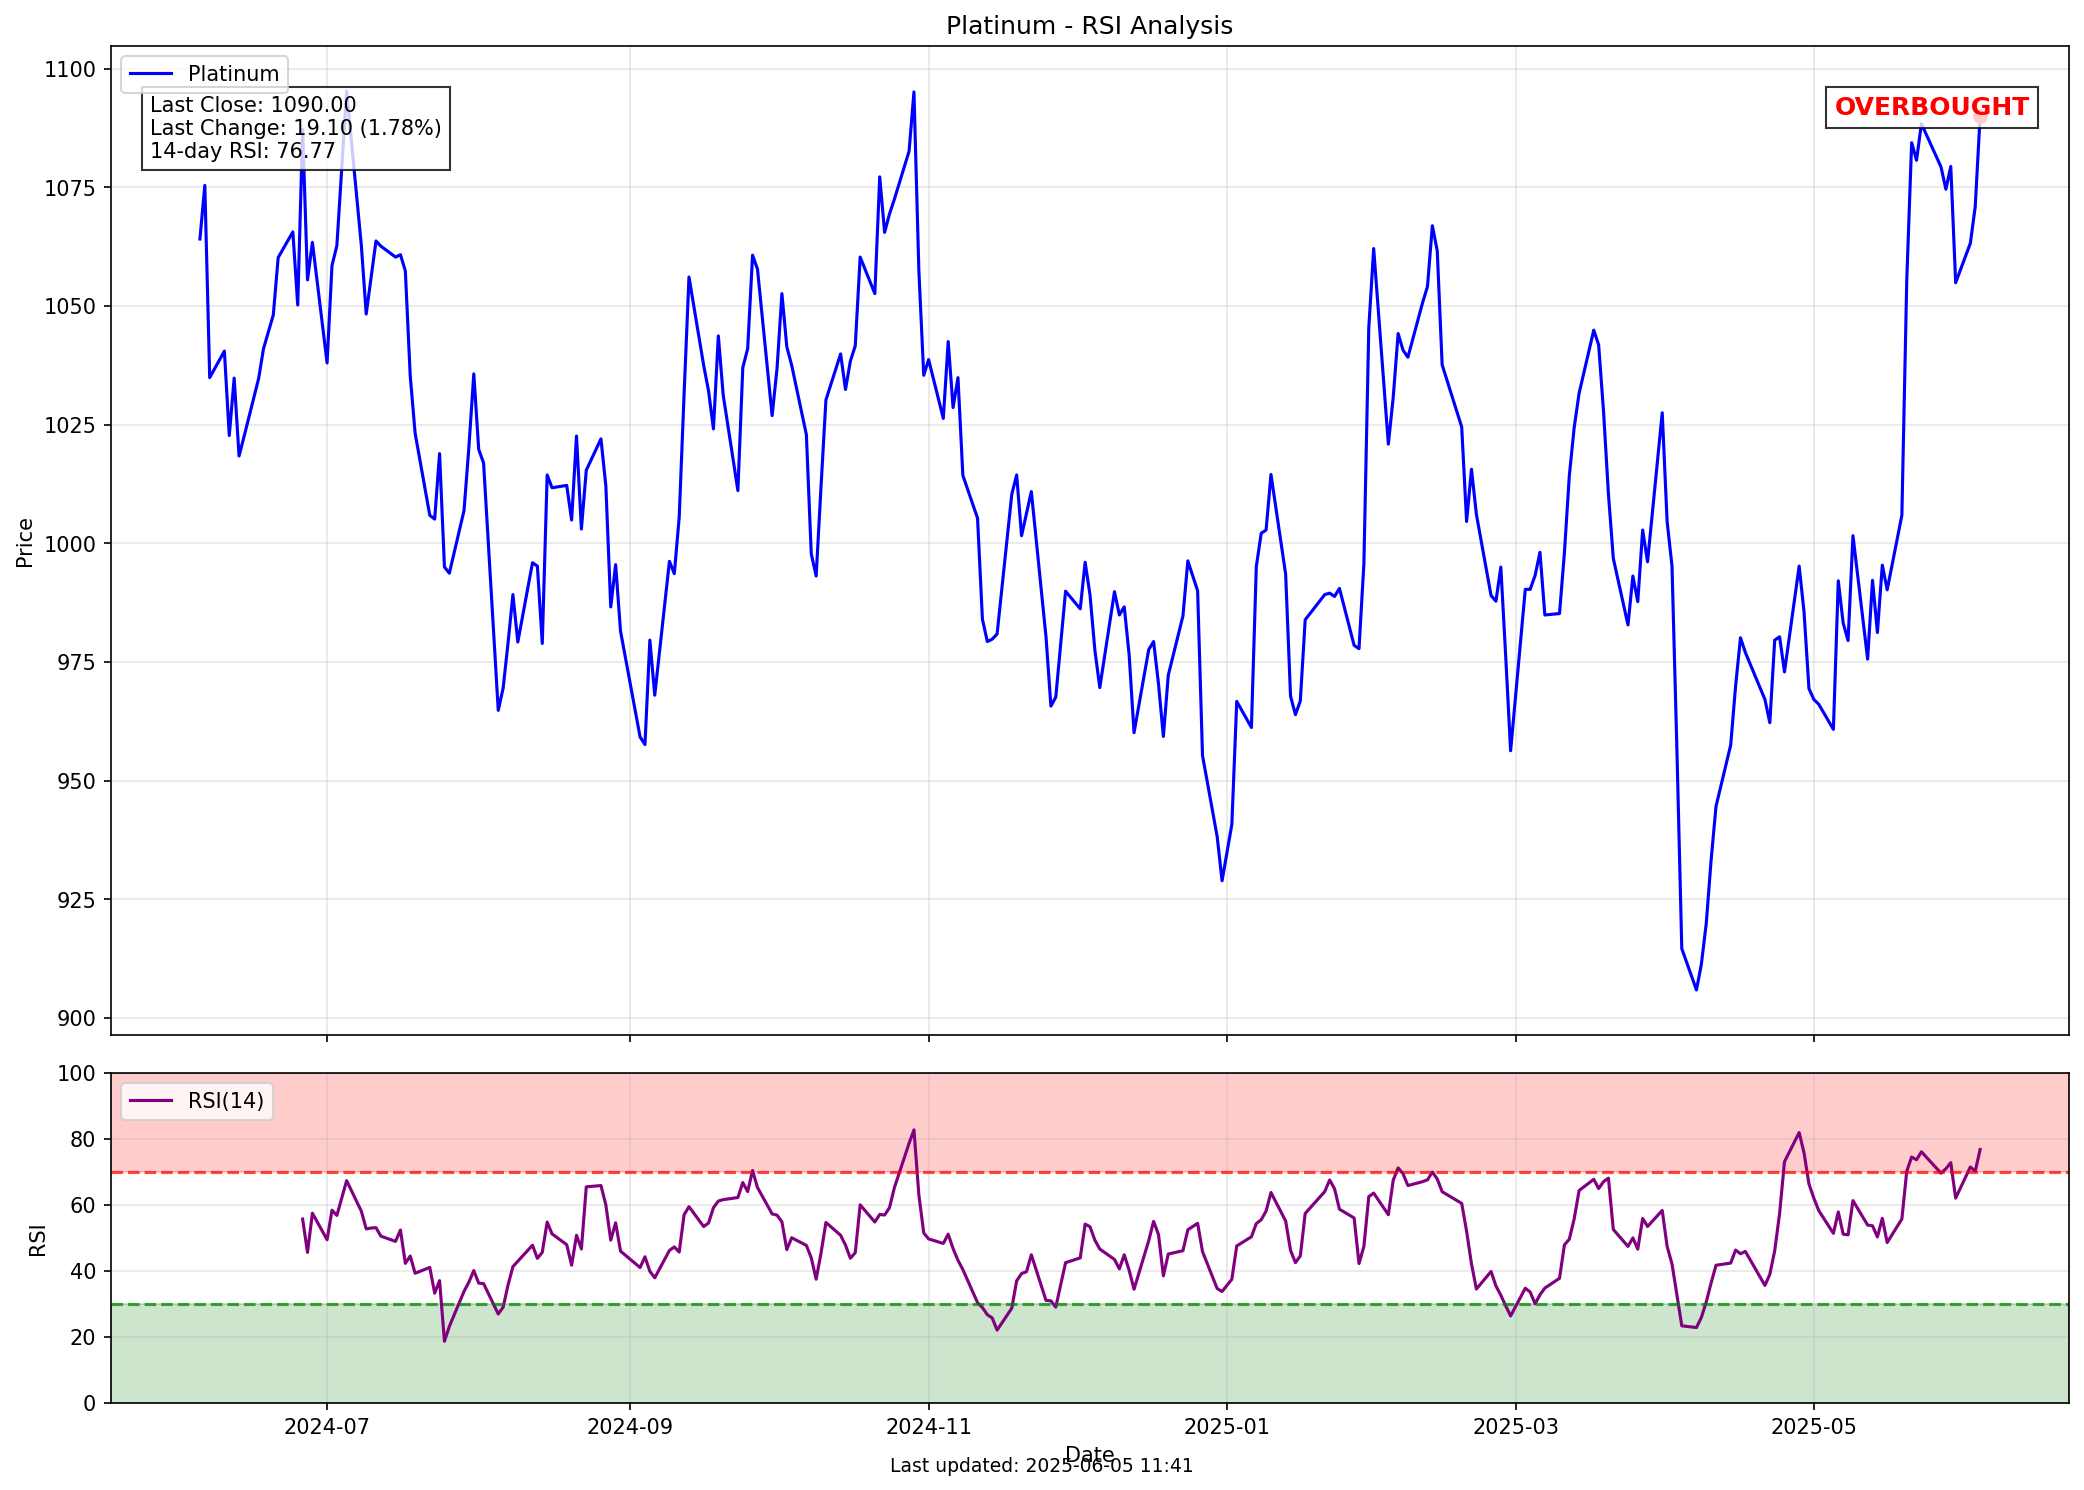 Platinum - RSI Analysis
Platinum
Last Close: 1090.00
Last Change: 19.10 (1.78%)
14-day RSI: 76.77
OVERBOUGHT
1100
1075
1050
1025
1000
975
950
925
900
Price
RSI(14)
100
80
60
40
20
0
RSI
2024-07
2024-09
2024-11
2025-01
2025-03
2025-05
Date
Last updated: 2025-06-05 11:41